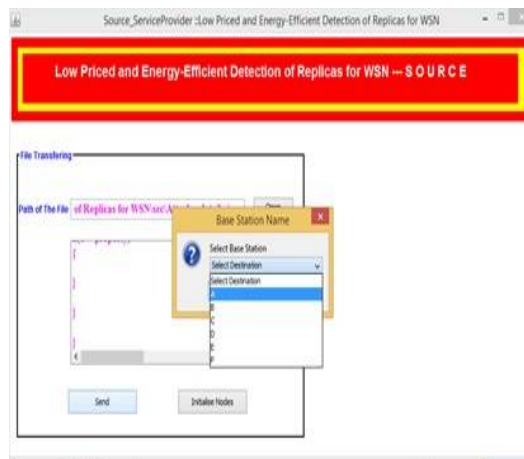 Source_ServiceProvider ::Low Priced and Energy-Efficient Detection of Replicas for WSN
Low Priced and Energy-Efficient Detection of Replicas for WSN --- S O U R C E
File Transfering
Path of The File
of Replicas for WSN\src\
Base Station Name
Select Base Station
Select Destination
Select Destination
A
B
C
D
E
F
{
}
}
}
Send
Initialise Nodes